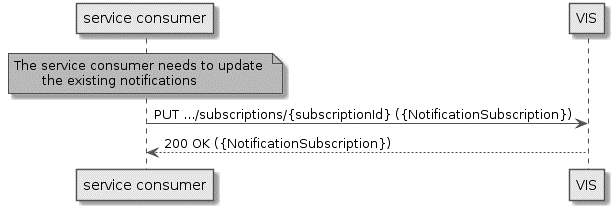 service consumer
VIS
The service consumer needs to update
the existing notifications
PUT .../subscriptions/{subscriptionId} ({NotificationSubscription})
200 OK ({NotificationSubscription})
service consumer
VIS